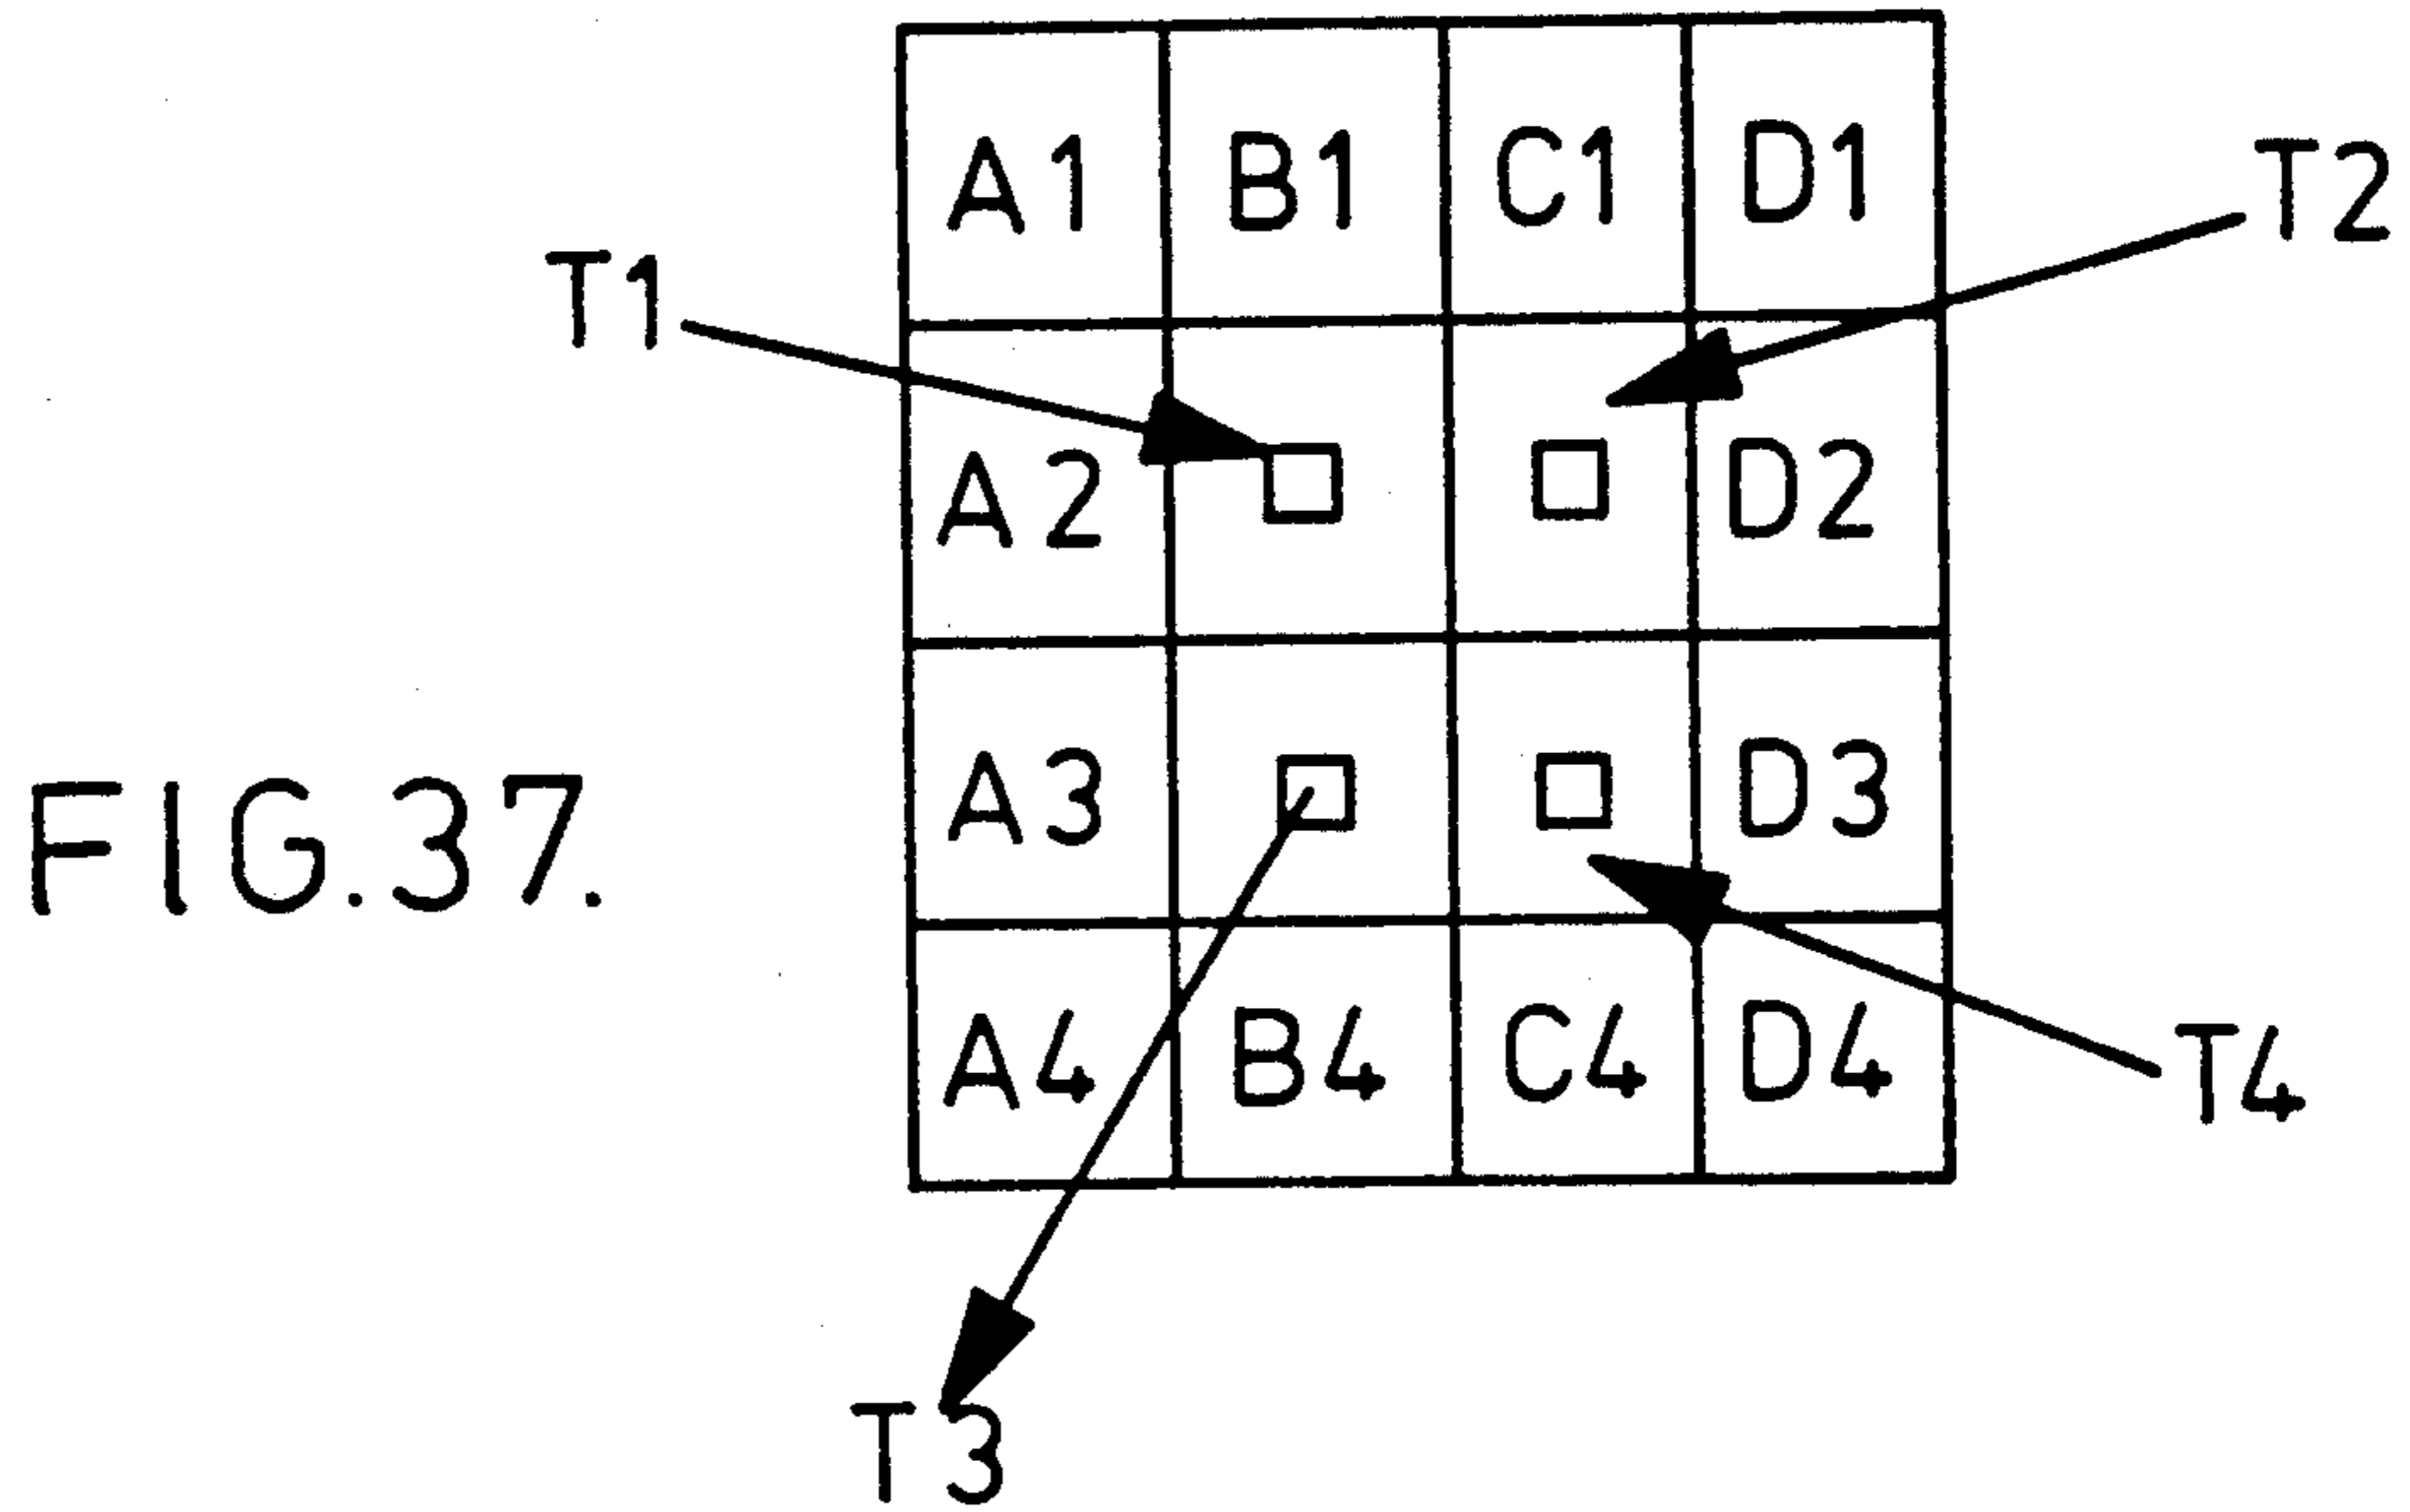 A1 B1 C1 D1
T2
T1
A2 D2
A3 D3
FIG.37.
A4 B4 C4 D4
T4
T3